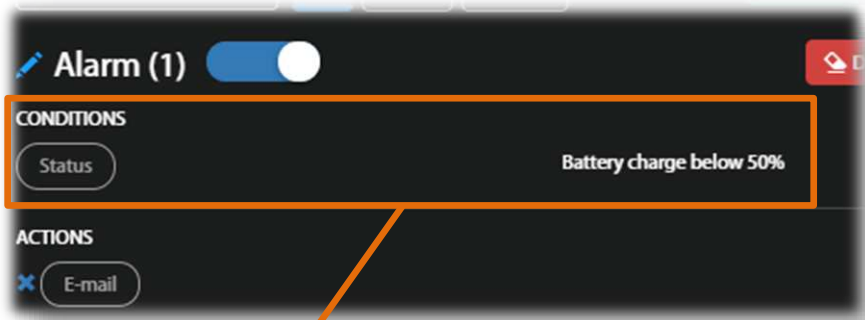 Alarm (1)
CONDITIONS
Status
Battery charge below 50%
ACTIONS
E-mail